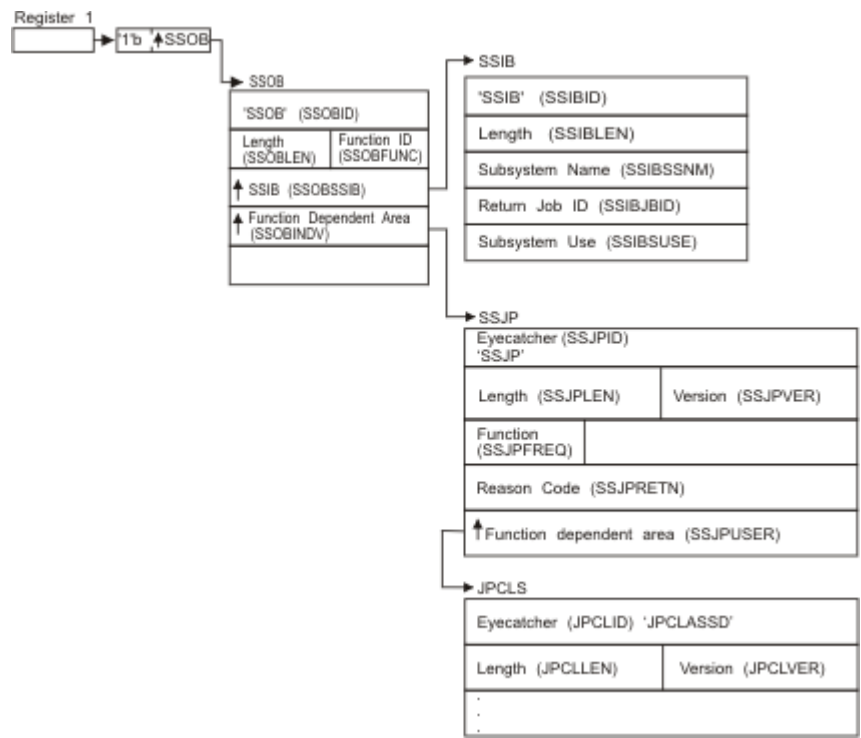 Register 1
'1'b SSOB
SSOB
'SSOB' (SSOBID)
Length
(SSOBLEN)
Function ID
(SSOBFUNC)
SSIB (SSOBSSIB)
Function Dependent Area
(SSOBINDV)
SSIB
'SSIB' (SSIBID)
Length (SSIBLEN)
Subsystem Name (SSIBSSNM)
Return Job ID (SSIBJBID)
Subsystem Use (SSIBSUSE)
SSJP
Eyecatcher (SSJPID)
'SSJP'
Length (SSJPLEN)
Version (SSJPVER)
Function
(SSJPFREQ)
Reason Code (SSJPRETN)
Function dependent area (SSJPUSER)
JPCLS
Eyecatcher (JPCLID) 'JPCLASSD'
Length (JPCLLEN)
Version (JPCLVER)
.
.
.